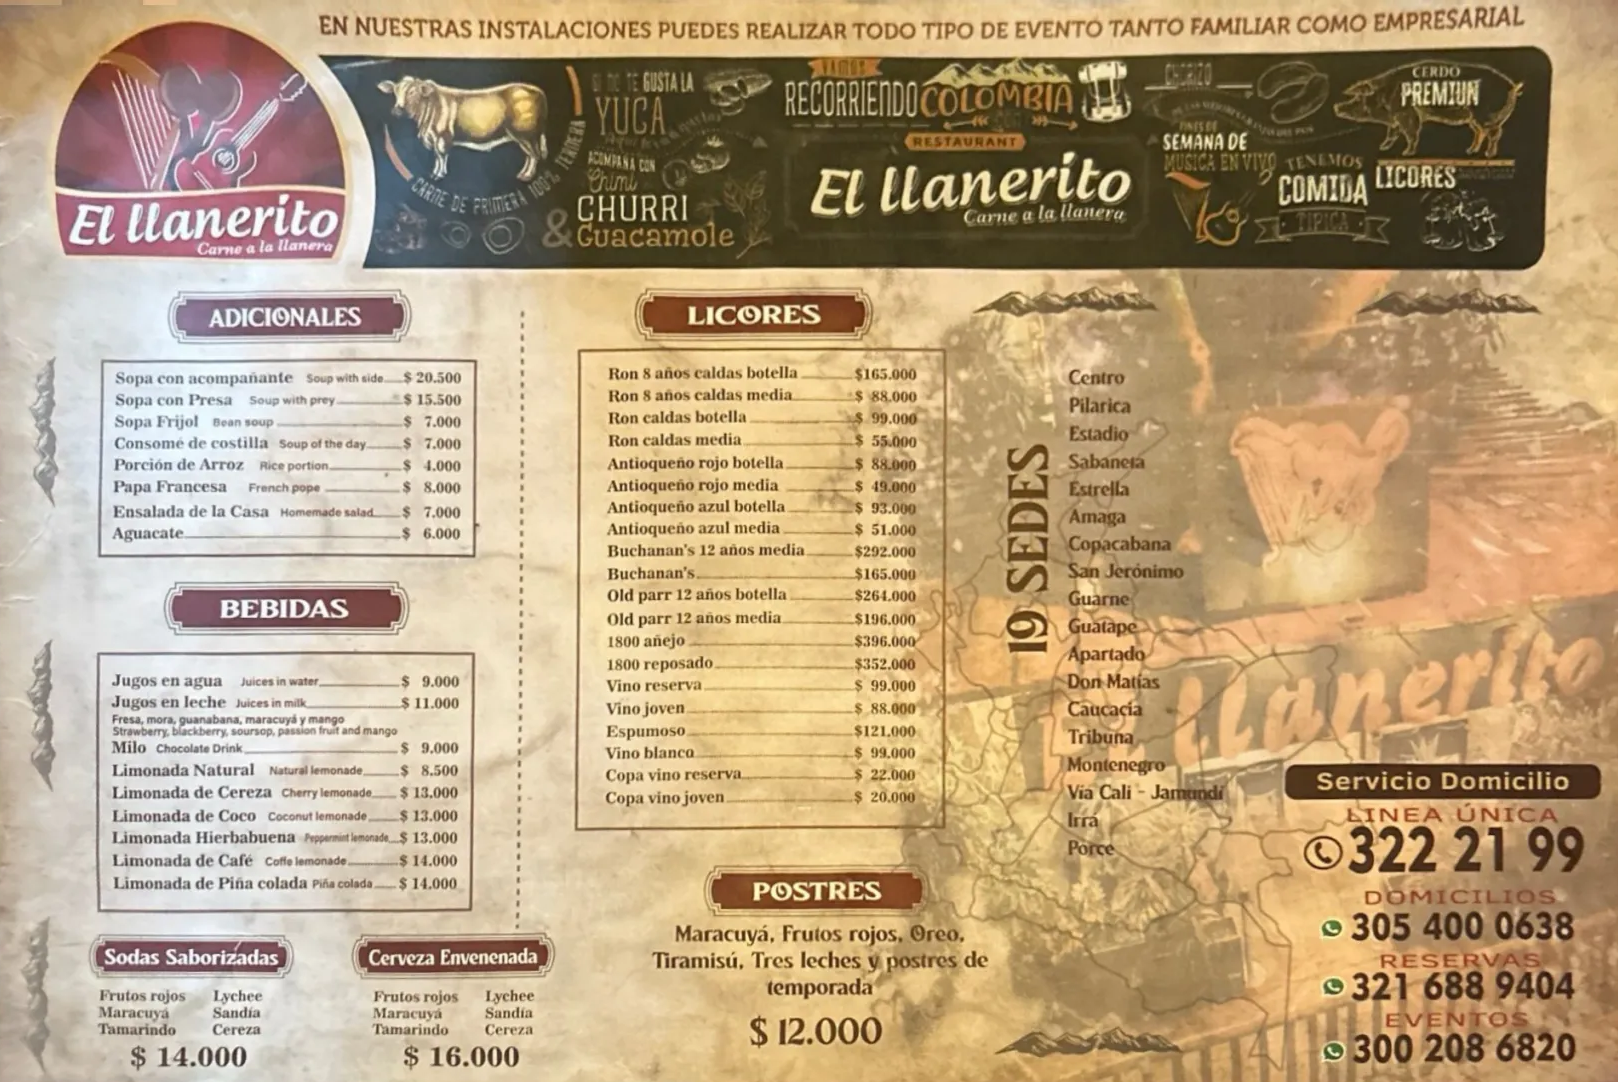 EN NUESTRAS INSTALACIONES PUEDES REALIZAR TODO TIPO DE EVENTO TANTO FAMILIAR COMO EMPRESARIAL
El llanerito
Carne a la llanera
CARNE DE PRIMERA 100% TERNERA
TE GUSTA LA
YUCA
ACOMPAÑA CON
Chimi
CHURRI
& Guacamole
VAMOS
RECORRIENDO COLOMBIA
RESTAURANT
El llanerito
Carne a la llanera
CHORIZO
FINES DE
SEMANA DE
MUSICA EN VIVO
TENEMOS
COMIDA
TIPICA
CERDO
PREMIUN
LICORES
ADICIONALES
Sopa con acompañante Soup with side $ 20.500
Sopa con Presa Soup with prey $ 15.500
Sopa Frijol Bean soup $ 7.000
Consomé de costilla Soup of the day $ 7.000
Porción de Arroz Rice portion $ 4.000
Papa Francesa French pope $ 8.000
Ensalada de la Casa Homemade salad $ 7.000
Aguacate $ 6.000
BEBIDAS
Jugos en agua Juices in water $ 9.000
Jugos en leche Juices in milk $ 11.000
Fresa, mora, guanabana, maracuyá y mango
Strawberry, blackberry, soursop, passion fruit and mango
Milo Chocolate Drink $ 9.000
Limonada Natural Natural lemonade $ 8.500
Limonada de Cereza Cherry lemonade $ 13.000
Limonada de Coco Coconut lemonade $ 13.000
Limonada Hierbabuena Peppermint lemonade $ 13.000
Limonada de Café Coffe lemonade $ 14.000
Limonada de Piña colada Piña colada $ 14.000
Sodas Saborizadas
Frutos rojos Lychee
Maracuyá Sandía
Tamarindo Cereza
$ 14.000
Cerveza Envenenada
Frutos rojos Lychee
Maracuyá Sandía
Tamarindo Cereza
$ 16.000
LICORES
Ron 8 años caldas botella $165.000
Ron 8 años caldas media $ 88.000
Ron caldas botella $ 99.000
Ron caldas media $ 55.000
Antioqueño rojo botella $ 88.000
Antioqueño rojo media $ 49.000
Antioqueño azul botella $ 93.000
Antioqueño azul media $ 51.000
Buchanan's 12 años media $292.000
Buchanan's $165.000
Old parr 12 años botella $264.000
Old parr 12 años media $196.000
1800 añejo $396.000
1800 reposado $352.000
Vino reserva $ 99.000
Vino joven $ 88.000
Espumoso $121.000
Vino blanco $ 99.000
Copa vino reserva $ 22.000
Copa vino joven $ 20.000
POSTRES
Maracuyá, Frutos rojos, Oreo,
Tiramisú, Tres leches y postres de
temporada
$ 12.000
19 SEDES
Centro
Pilarica
Estadio
Sabaneta
Estrella
Amaga
Copacabana
San Jerónimo
Guarne
Guatape
Apartado
Don Matías
Caucacia
Tribuna
Montenegro
Vía Cali - Jamundí
Irrá
Porce
El llanerito
Servicio Domicilio
LINEA ÚNICA
322 21 99
DOMICILIOS
305 400 0638
RESERVAS
321 688 9404
EVENTOS
300 208 6820